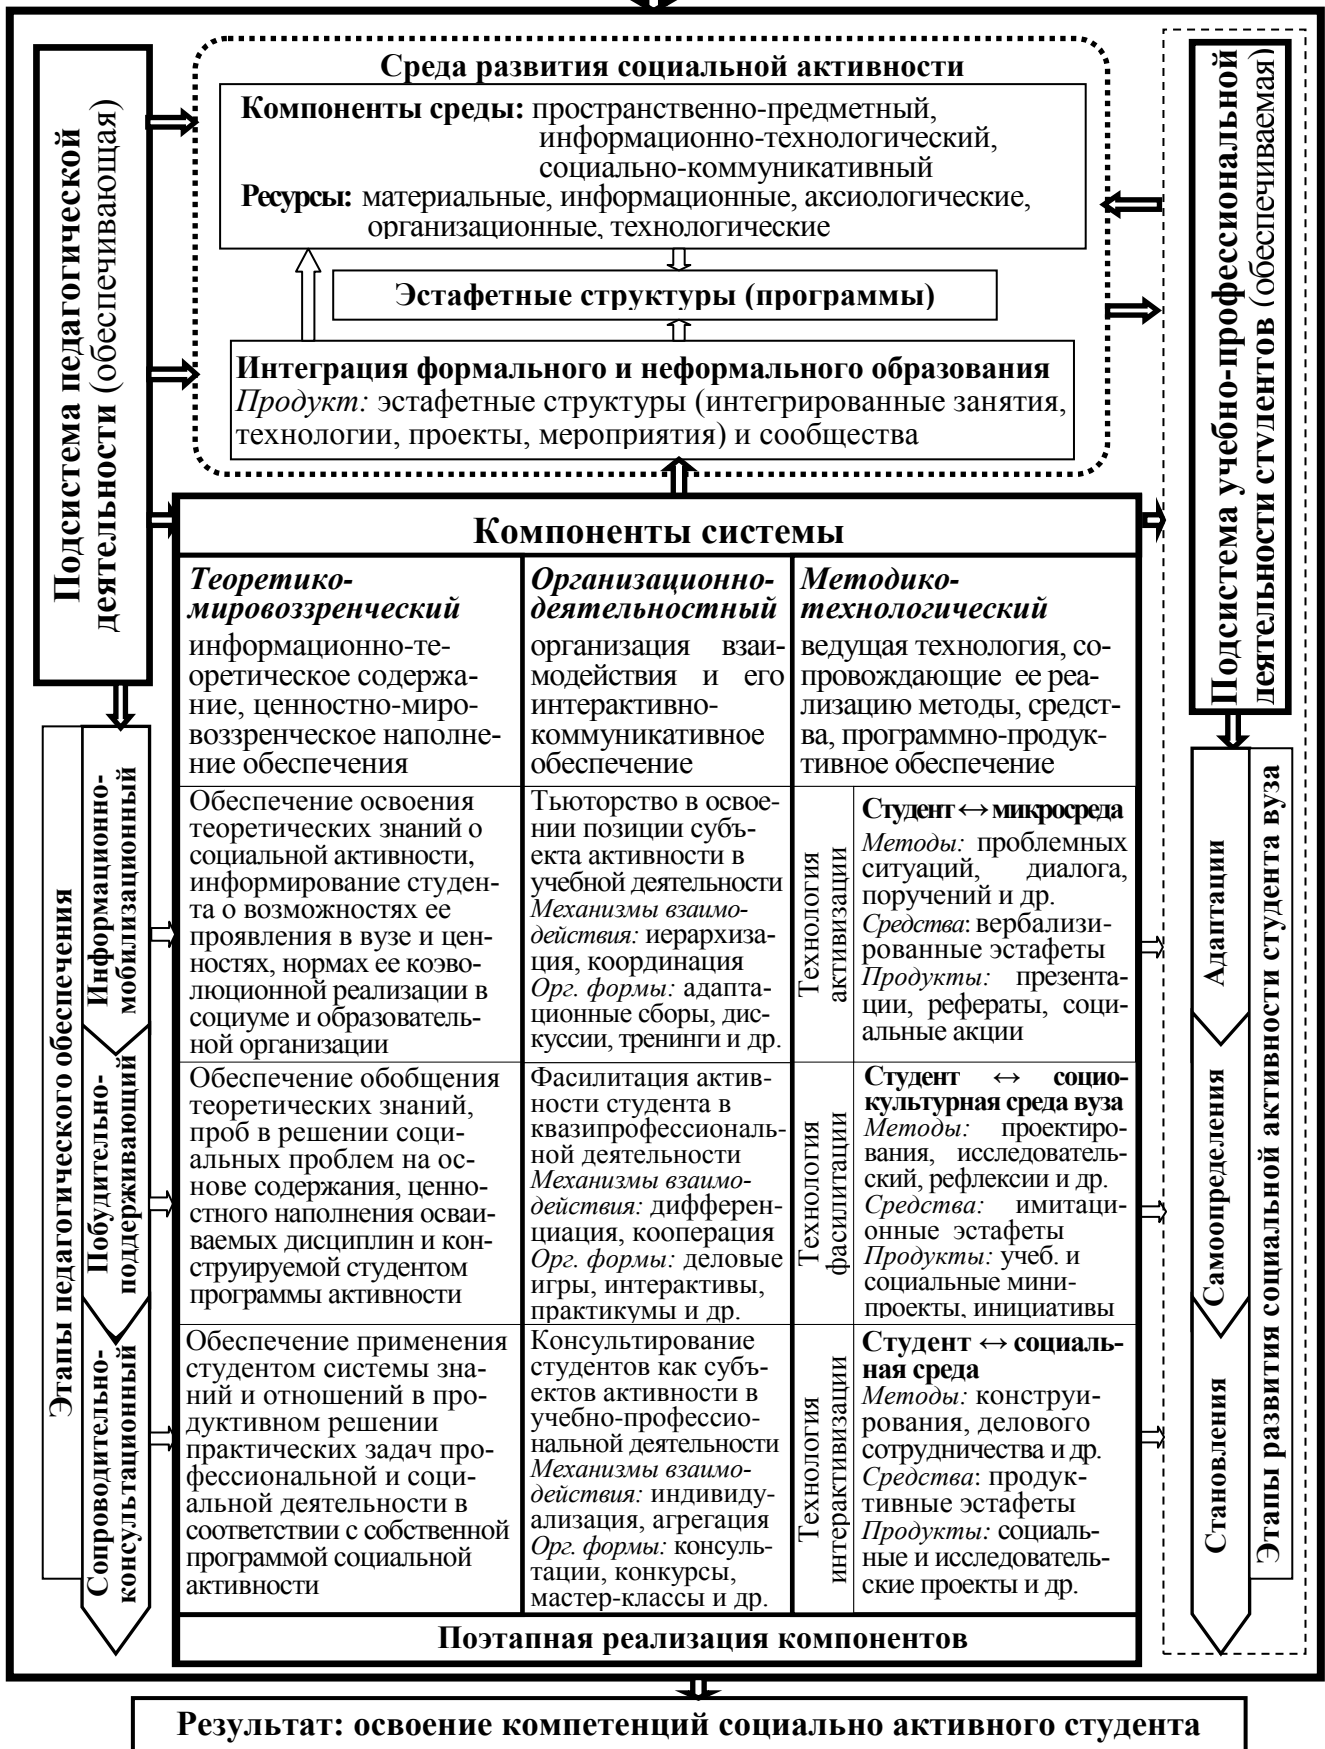 Подсистема педагогической
деятельности (обеспечивающая)
Среда развития социальной активности
Компоненты среды: пространственно-предметный,
информационно-технологический,
социально-коммуникативный
Ресурсы: материальные, информационные, аксиологические,
организационные, технологические
Эстафетные структуры (программы)
Интеграция формального и неформального образования
Продукт: эстафетные структуры (интегрированные занятия,
технологии, проекты, мероприятия) и сообщества
Подсистема учебно-профессиональной
деятельности студентов (обеспечиваемая)
Компоненты системы
Теоретико-
мировоззренческий
информационно-те-
оретическое содержа-
ние, ценностно-миро-
воззренческое наполне-
ние обеспечения
Организационно-
деятельностный
организация взаи-
модействия и его
интерактивно-
коммуникативное
обеспечение
Методико-
технологический
ведущая технология, со-
провождающие ее реа-
лизацию методы, средст-
ва, программно-продук-
тивное обеспечение
Этапы педагогического обеспечения
Информационно-
мобилизационный
Обеспечение освоения
теоретических знаний о
социальной активности,
информирование студен-
та о возможностях ее
проявления в вузе и цен-
ностях, нормах ее коэво-
люционной реализации в
социуме и образователь-
ной организации
Тьюторство в освое-
нии позиции субъ-
екта активности в
учебной деятельности
Механизмы взаимо-
действия: иерархиза-
ция, координация
Орг. формы: адапта-
ционные сборы, дис-
куссии, тренинги и др.
Технология
активизации
Студент ↔ микросреда
Методы: проблемных
ситуаций, диалога,
поручений и др.
Средства: вербализи-
рованные эстафеты
Продукты: презента-
ции, рефераты, соци-
альные акции
Адаптации
Побудительно-
поддерживающий
Обеспечение обобщения
теоретических знаний,
проб в решении соци-
альных проблем на ос-
нове содержания, ценно-
стного наполнения осваи-
ваемых дисциплин и кон-
струируемой студентом
программы активности
Фасилитация актив-
ности студента в
квазипрофессиональ-
ной деятельности
Механизмы взаимо-
действия: дифферен-
циация, кооперация
Орг. формы: деловые
игры, интерактивы,
практикумы и др.
Технология
фасилитации
Студент ↔ социо-
культурная среда вуза
Методы: проектиро-
вания, исследователь-
ский, рефлексии и др.
Средства: имитаци-
онные эстафеты
Продукты: учеб. и
социальные мини-
проекты, инициативы
Самоопределения
Сопроводительно-
консультационный
Обеспечение применения
студентом системы зна-
ний и отношений в про-
дуктивном решении
практических задач про-
фессиональной и соци-
альной деятельности в
соответствии с собственной
программой социальной
активности
Консультирование
студентов как субъ-
ектов активности в
учебно-профессио-
нальной деятельности
Механизмы взаимо-
действия: индивиду-
ализация, агрегация
Орг. формы: консуль-
тации, конкурсы,
мастер-классы и др.
Технология
интерактивизации
Студент ↔ социаль-
ная среда
Методы: конструи-
рования, делового
сотрудничества и др.
Средства: продук-
тивные эстафеты
Продукты: социаль-
ные и исследователь-
ские проекты и др.
Становления
Этапы развития социальной активности студента вуза
Поэтапная реализация компонентов
Результат: освоение компетенций социально активного студента